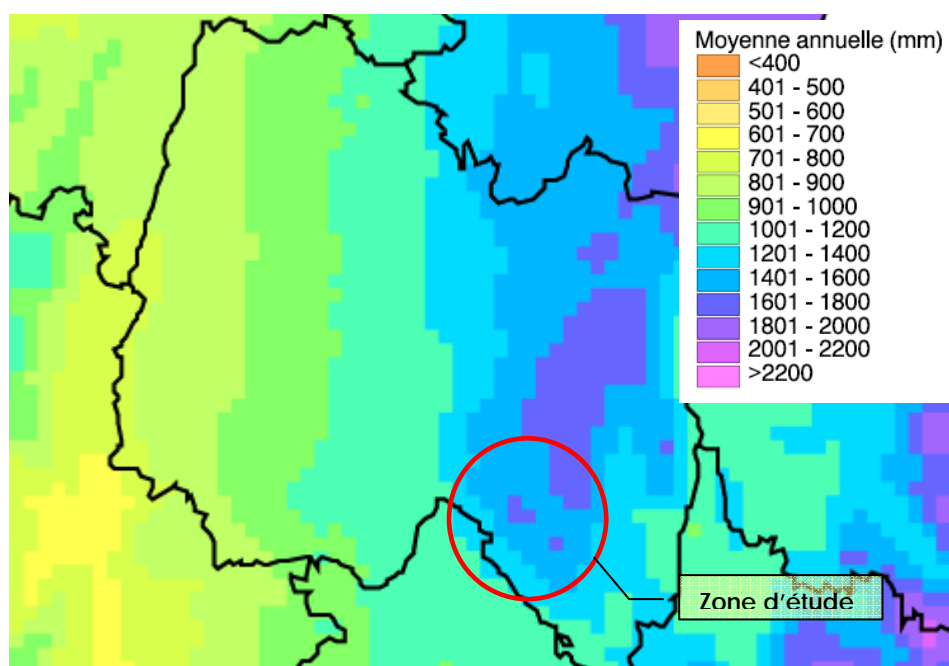 Moyenne annuelle (mm)
<400
401 - 500
501 - 600
601 - 700
701 - 800
801 - 900
901 - 1000
1001 - 1200
1201 - 1400
1401 - 1600
1601 - 1800
1801 - 2000
2001 - 2200
>2200
Zone d'étude